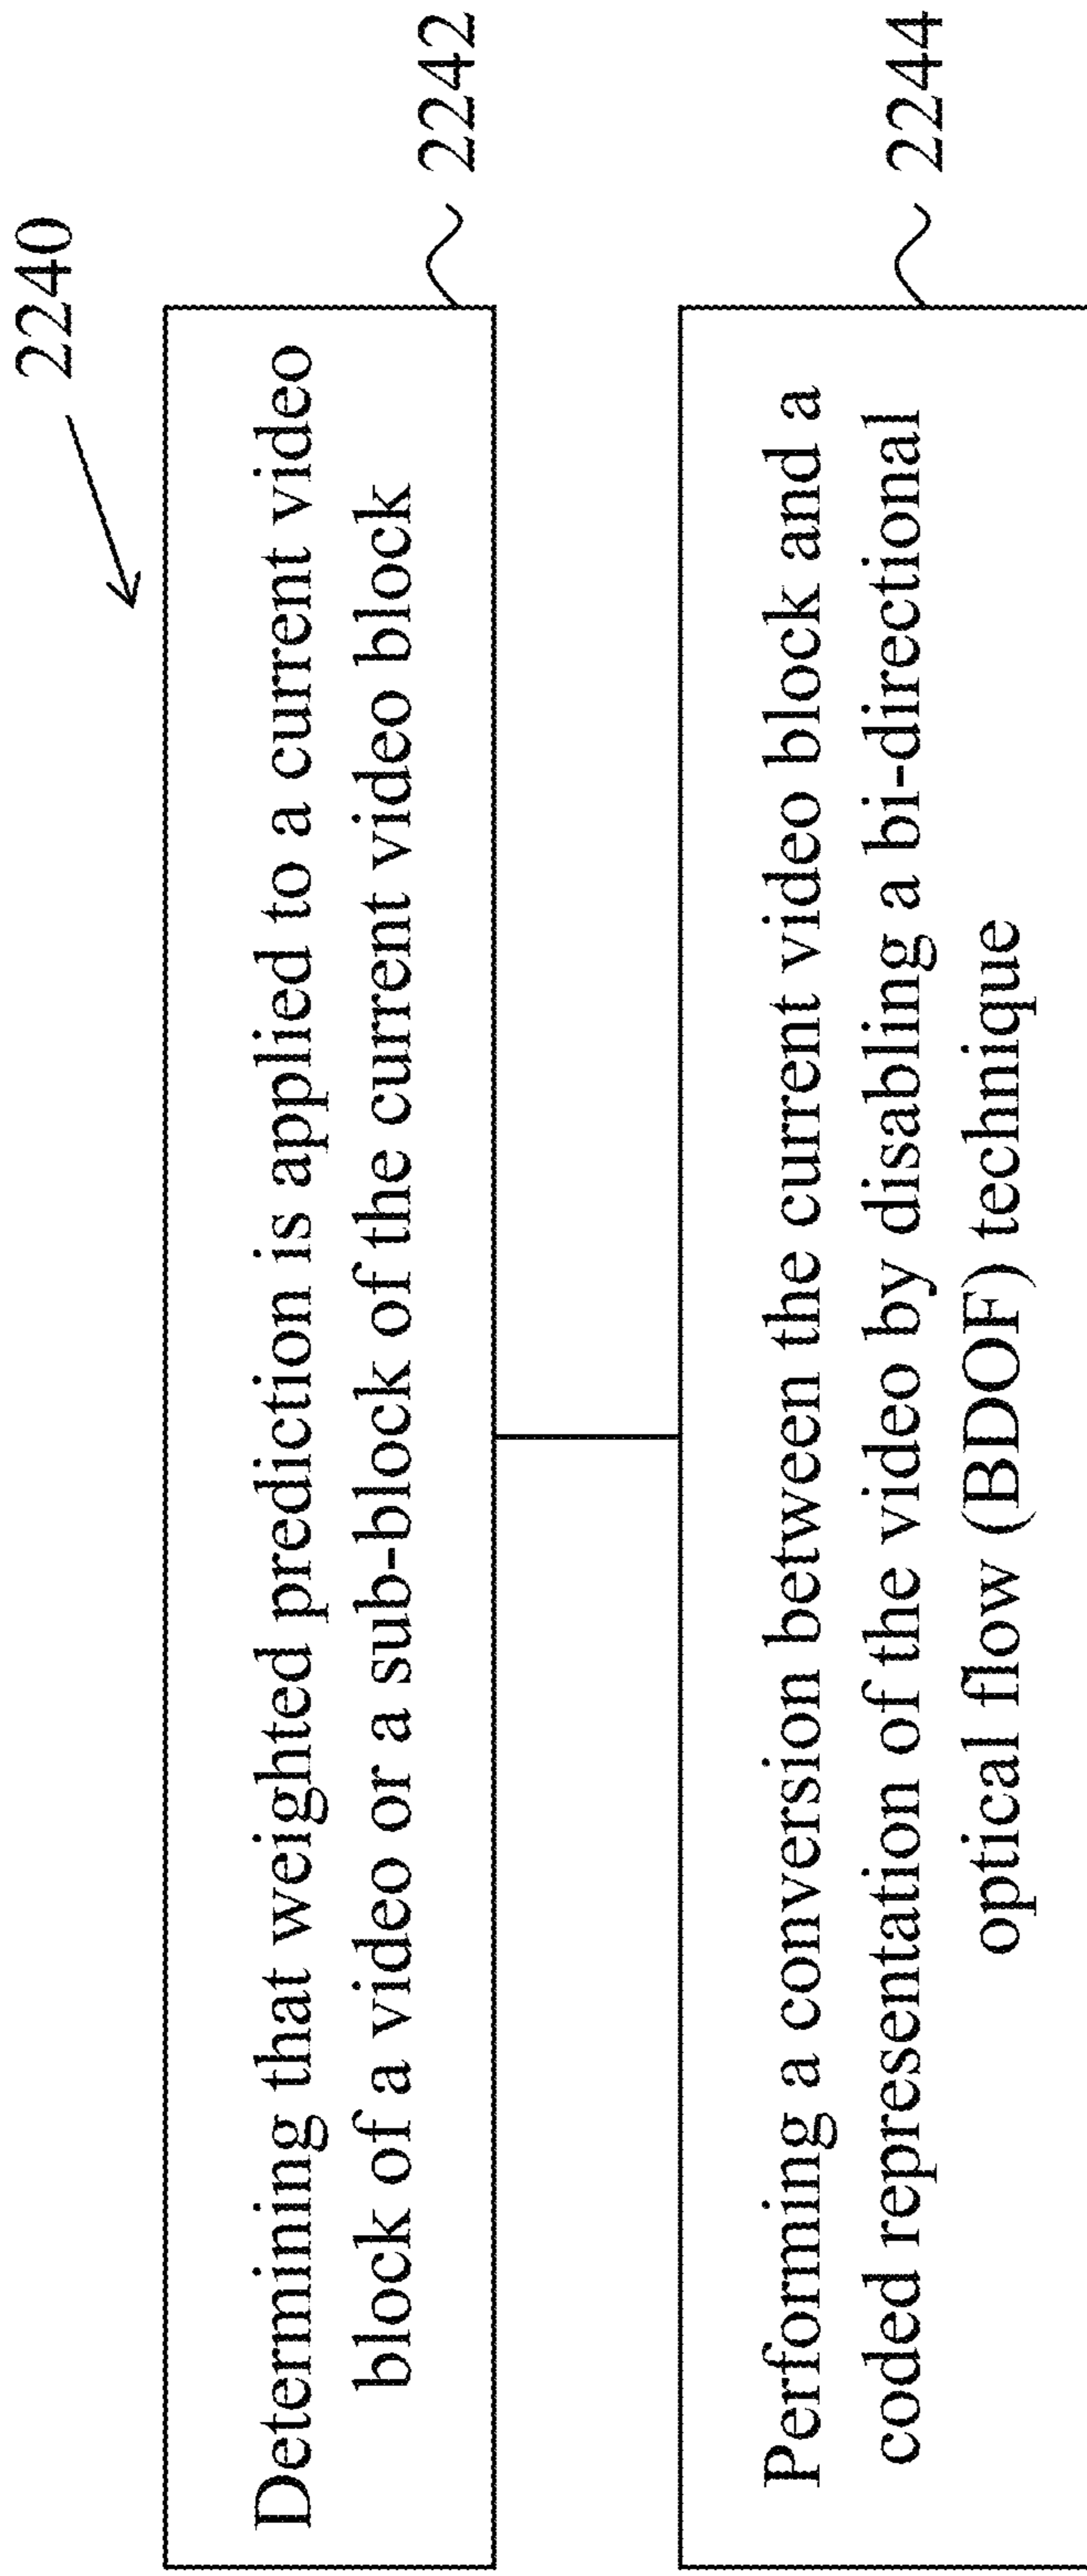 2240
Determining that weighted prediction is applied to a current video
block of a video or a sub-block of the current video block
2242
Performing a conversion between the current video block and a
coded representation of the video by disabling a bi-directional
optical flow (BDOF) technique
2244